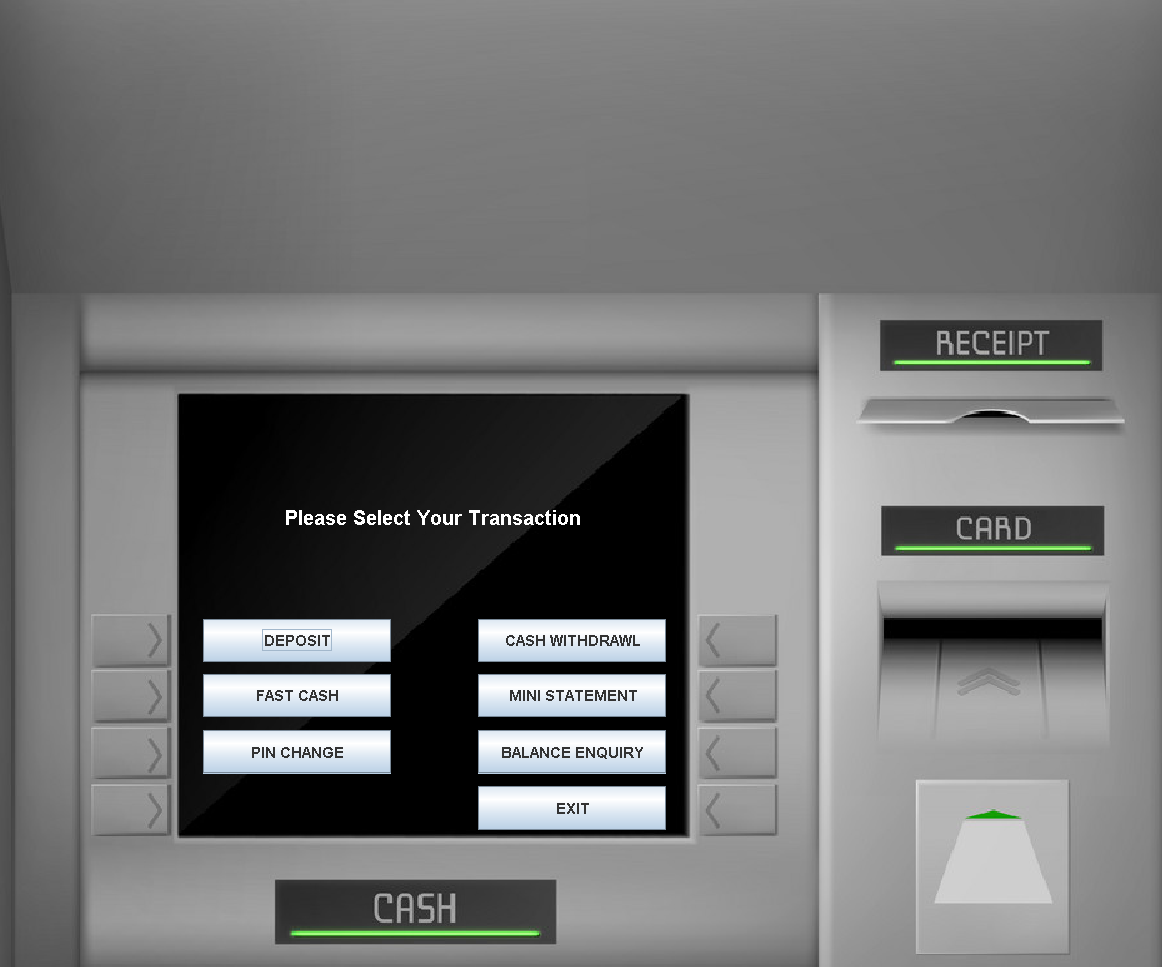 RECEIPT
Please Select Your Transaction
CARD
DEPOSIT
CASH WITHDRAWL
FAST CASH
MINI STATEMENT
PIN CHANGE
BALANCE ENQUIRY
EXIT
CASH